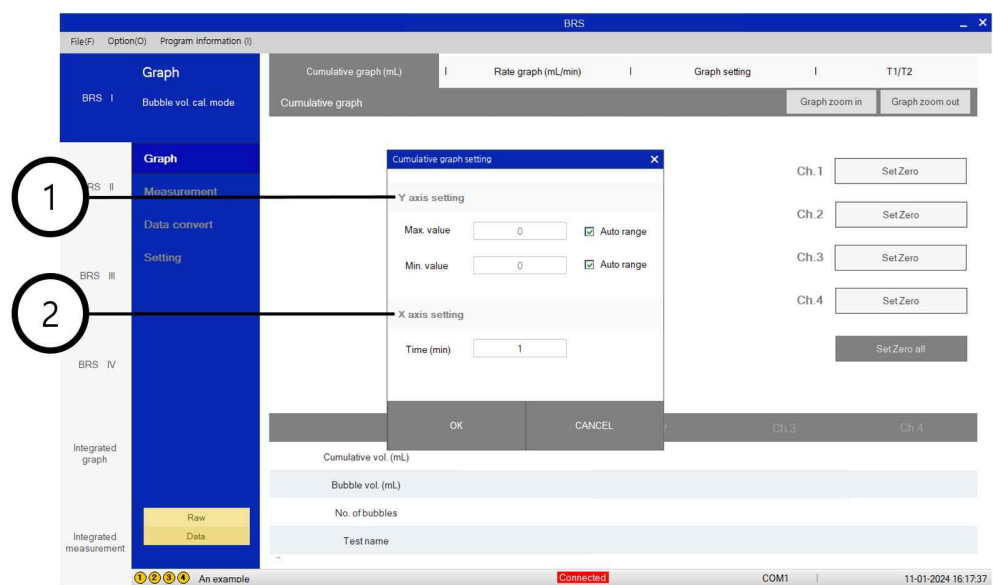 BRS
File(F) Option(O) Program information (I)
Graph
BRS I
Bubble vol. cal. mode
Cumulative graph (mL) | Rate graph (mL/min) | Graph setting | T1/T2
Cumulative graph
Graph zoom in
Graph zoom out
Graph
Measurement
Data convert
Setting
RS II
BRS III
BRS IV
Integrated
graph
Integrated
measurement
Raw
Data
1
2
Cumulative graph setting
Y axis setting
Max. value 0 Auto range
Min. value 0 Auto range
X axis setting
Time (min) 1
OK CANCEL
Ch.1 Set Zero
Ch.2 Set Zero
Ch.3 Set Zero
Ch.4 Set Zero
Set Zero all
Ch.3 Ch.4
Cumulative vol. (mL)
Bubble vol. (mL)
No. of bubbles
Test name
1 2 3 4 An example
Connected
COM1 | 11-01-2024 16:17:37